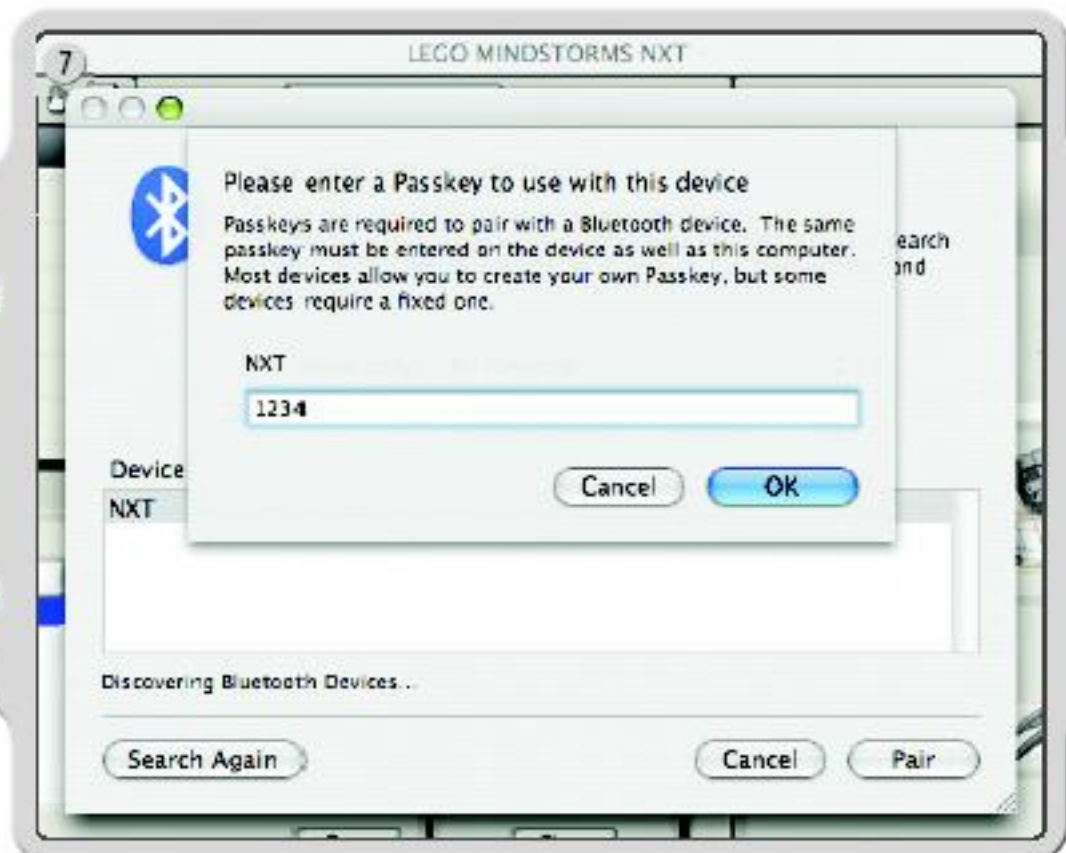 7
LEGO MINDSTORMS NXT
Please enter a Passkey to use with this device
Passkeys are required to pair with a Bluetooth device. The same
passkey must be entered on the device as well as this computer.
Most devices allow you to create your own Passkey, but some
devices require a fixed one.
earch
and
NXT
1234
Cancel OK
Device
NXT
Discovering Bluetooth Devices...
Search Again Cancel Pair